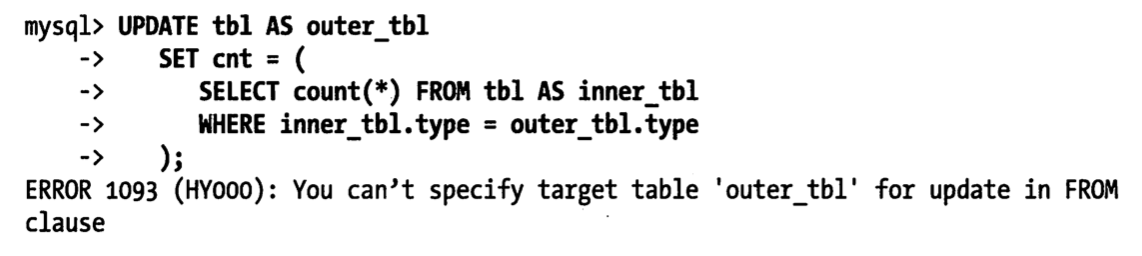 mysql> UPDATE tbl AS outer_tbl
    ->    SET cnt = (
    ->       SELECT count(*) FROM tbl AS inner_tbl
    ->       WHERE inner_tbl.type = outer_tbl.type
    ->    );
ERROR 1093 (HY000): You can’t specify target table 'outer_tbl' for update in FROM
clause